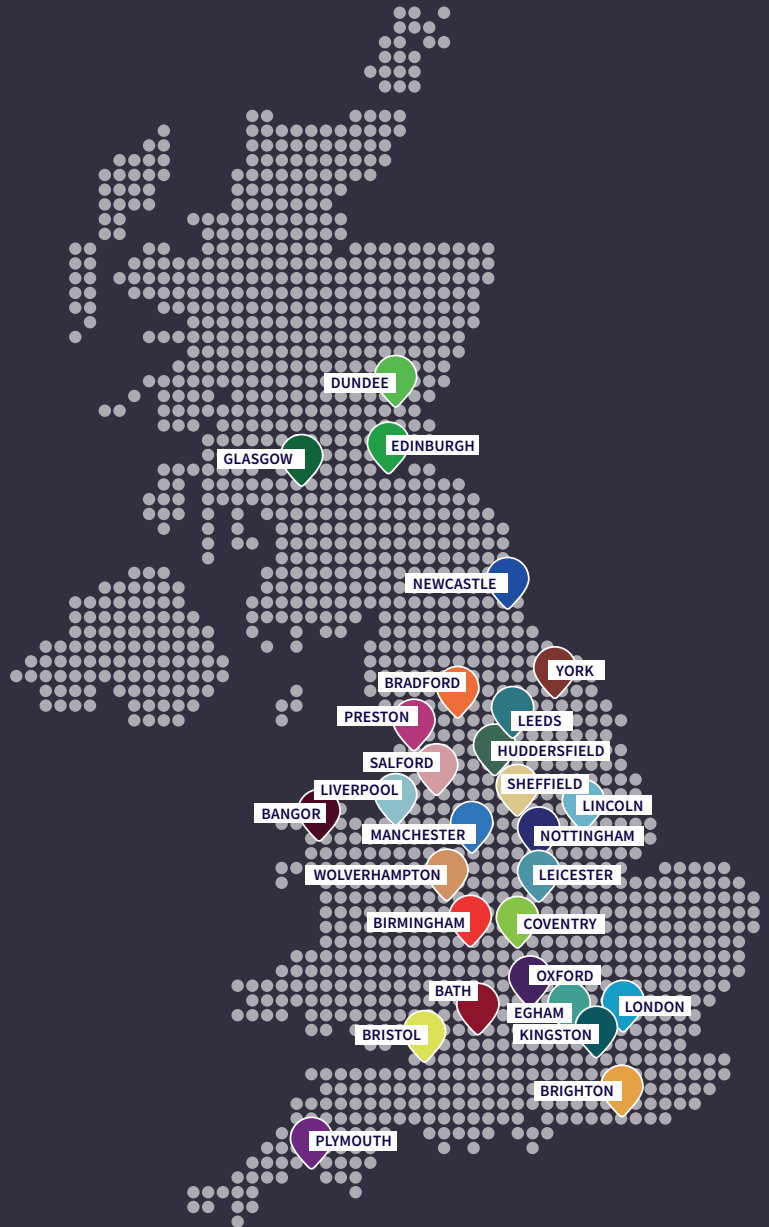 DUNDEE
EDINBURGH
GLASGOW
NEWCASTLE
YORK
BRADFORD
PRESTON
LEEDS
HUDDERSFIELD
SALFORD
SHEFFIELD
LIVERPOOL
LINCOLN
BANGOR
MANCHESTER
NOTTINGHAM
WOLVERHAMPTON
LEICESTER
BIRMINGHAM
COVENTRY
OXFORD
BATH
LONDON
EGHAM
BRISTOL
KINGSTON
BRIGHTON
PLYMOUTH